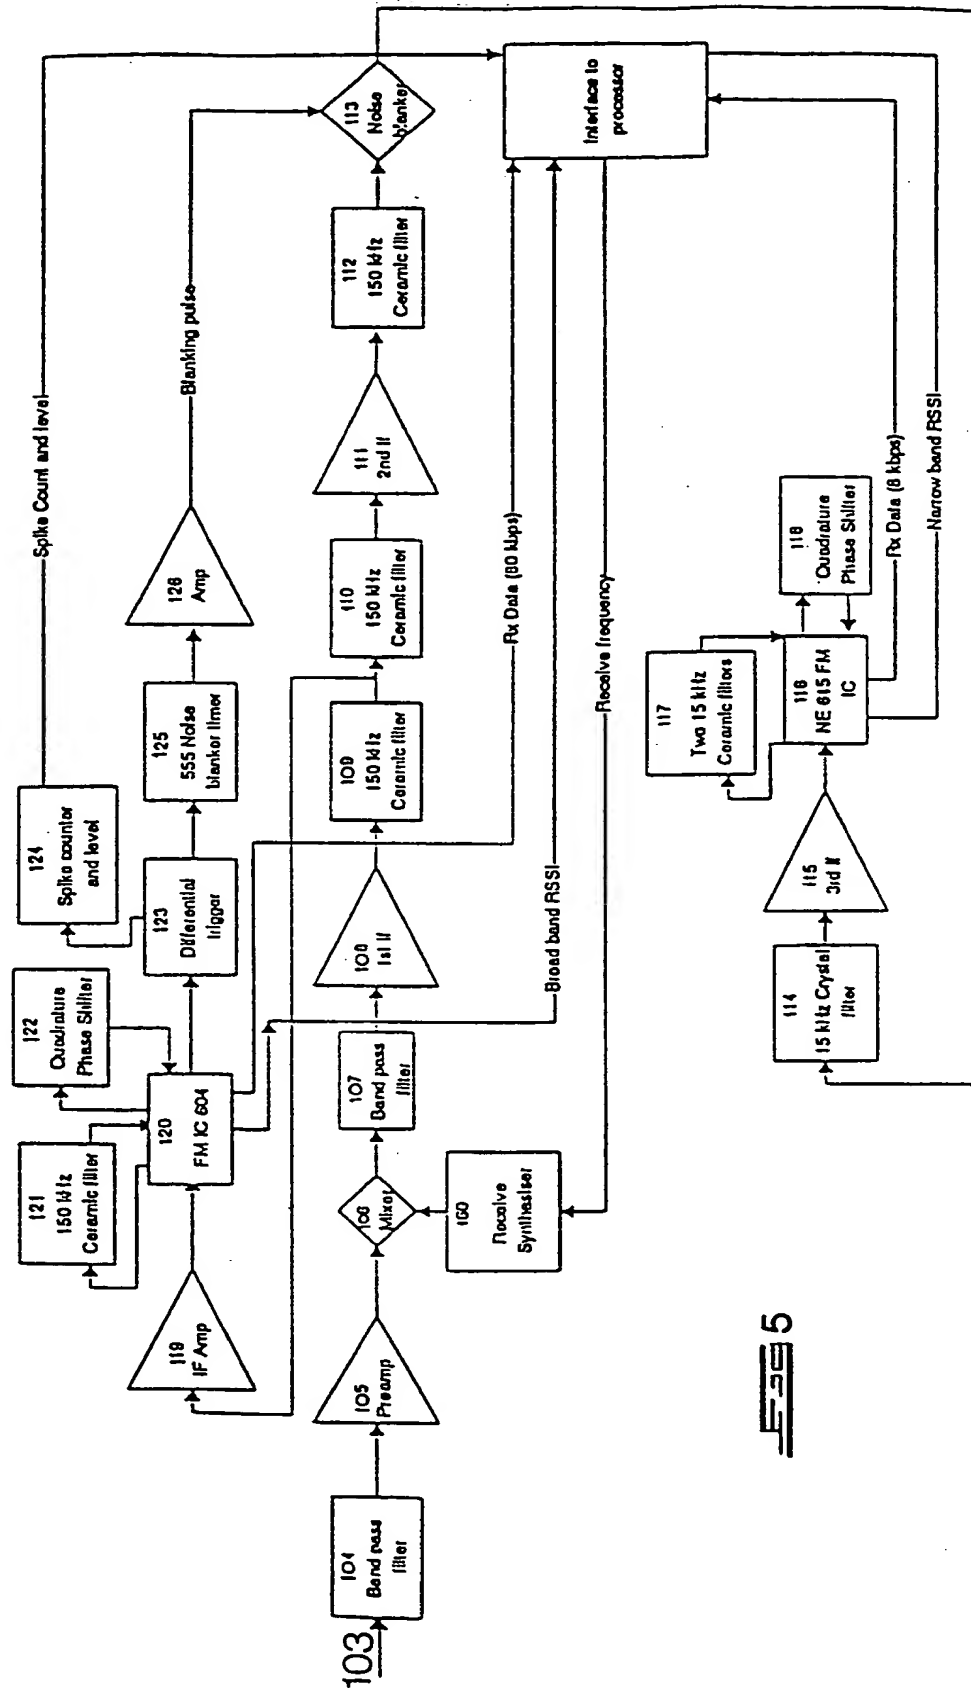 Spike Count and level
124
Spike counter
and level
122
Quadrature
Phase Shifter
121
150 kHz
Ceramic filter
Blanking pulse
126
Amp
125
555 Noise
blanker timer
123
Differential
trigger
120
FM IC 604
119
IF Amp
113
Noise
blanker
112
150 kHz
Ceramic filter
111
2nd If
110
150 kHz
Ceramic filter
109
150 kHz
Ceramic filter
108
1st If
107
Band pass
filter
106
Mixer
105
Preamp
104
Band pass
filter
103
160
Receive
Synthesiser
Interface to
processor
Rx Data (80 kbps)
Broad band RSSI
Receive frequency
118
Quadrature
Phase Shifter
117
Two 15 kHz
Ceramic filters
116
NE 615 FM
IC
115
3rd If
114
15 kHz Crystal
filter
Rx Data (8 kbps)
Narrow band RSSI
FIG 5